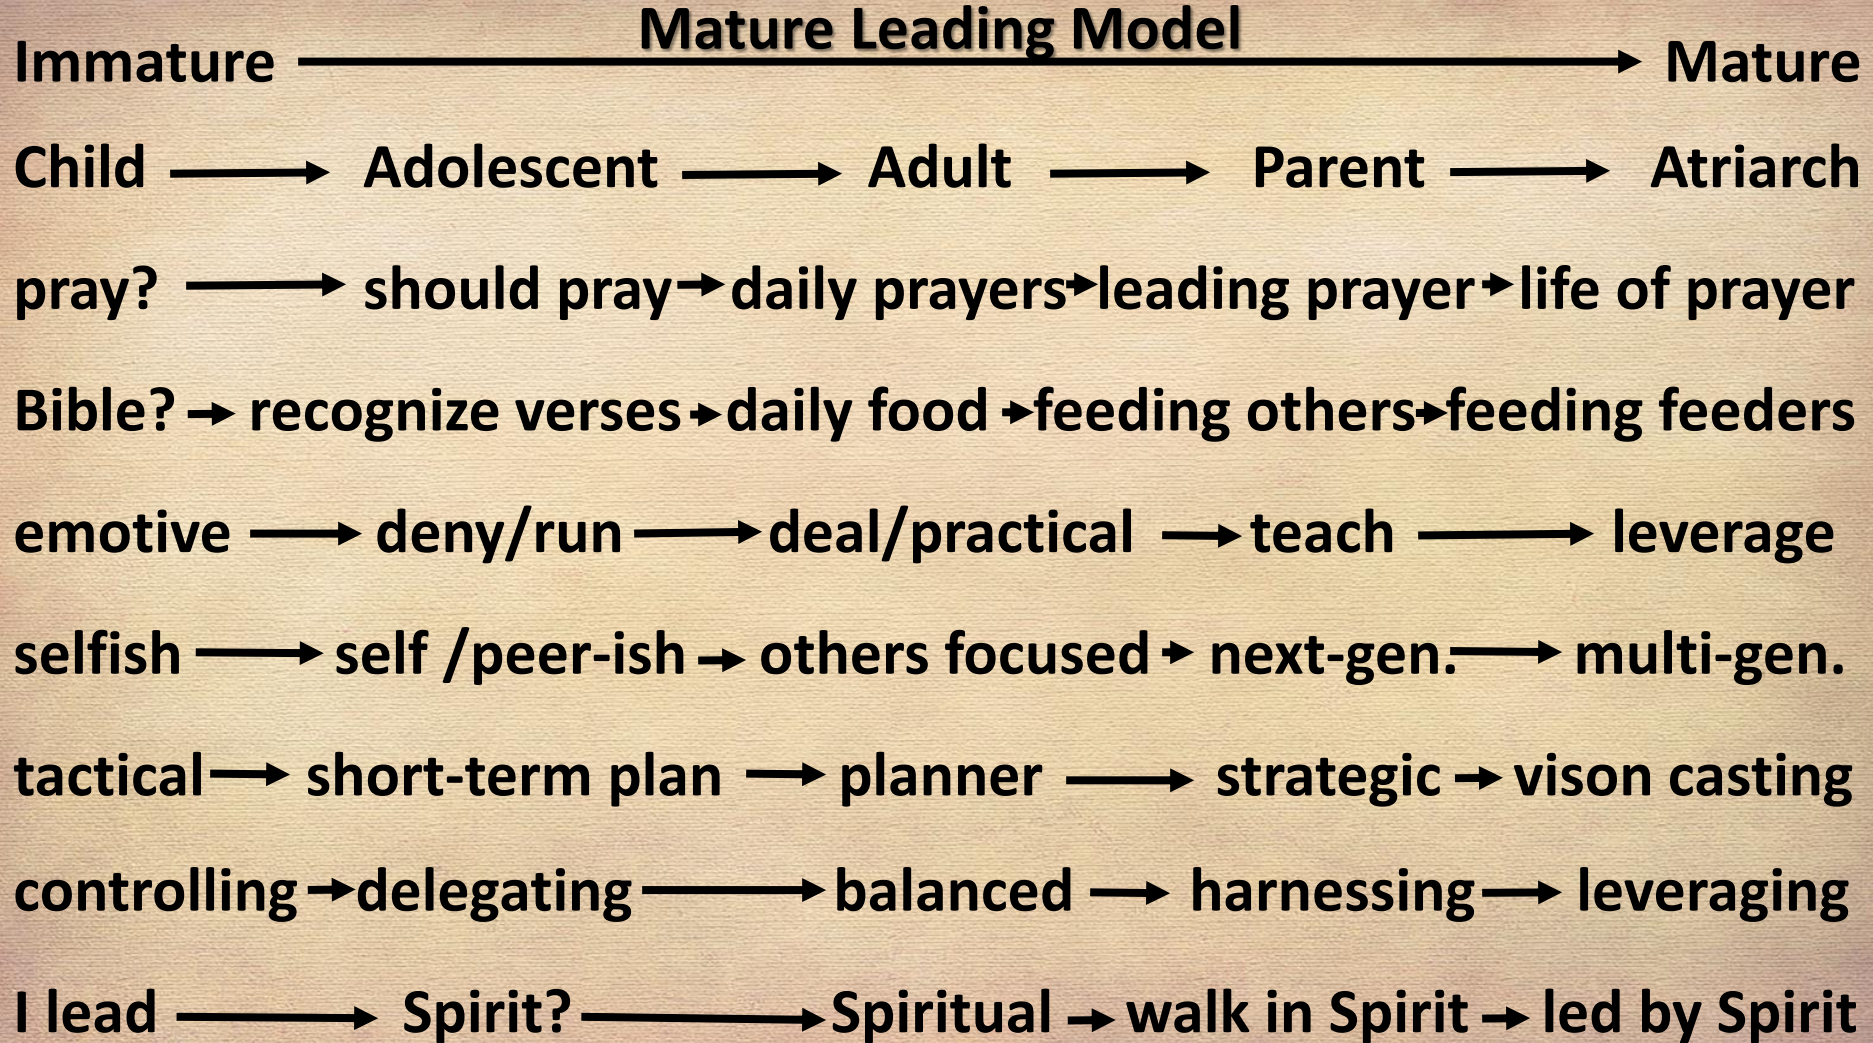 Mature Leading Model
Immature Mature
Child Adolescent Adult Parent Atriarch
pray? should pray daily prayers leading prayer life of prayer
Bible? recognize verses daily food feeding others feeding feeders
emotive deny/run deal/practical teach leverage
selfish self /peer-ish others focused next-gen. multi-gen.
tactical short-term plan planner strategic vison casting
controlling delegating balanced harnessing leveraging
I lead Spirit? Spiritual walk in Spirit led by Spirit